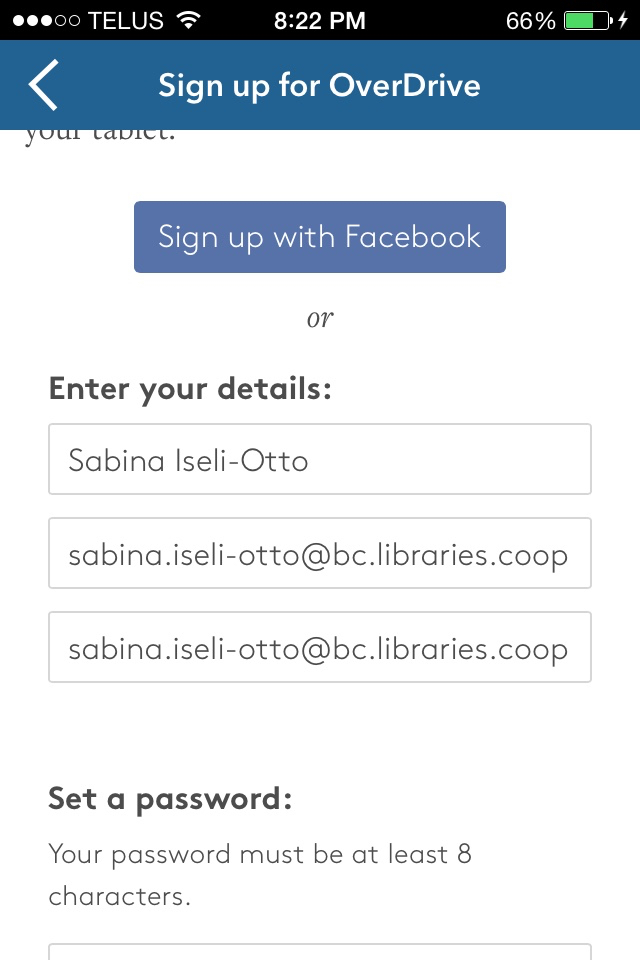 TELUS 8:22 PM 66%
Sign up for OverDrive
your tablet.
Sign up with Facebook
or
Enter your details:
Sabina Iseli-Otto
sabina.iseli-otto@bc.libraries.coop
sabina.iseli-otto@bc.libraries.coop
Set a password:
Your password must be at least 8
characters.